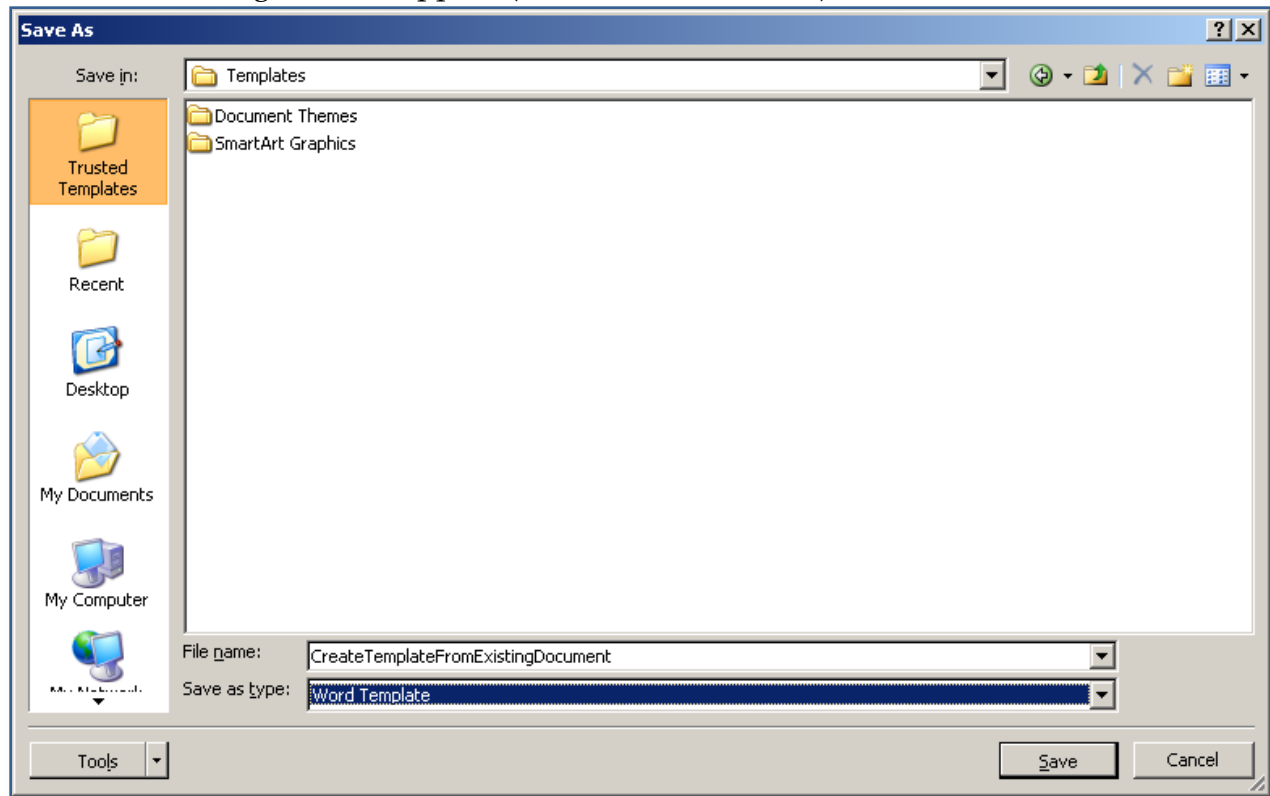 Save As
Save in:
Templates
Document Themes
SmartArt Graphics
Trusted
Templates
Recent
Desktop
My Documents
My Computer
File name:
CreateTemplateFromExistingDocument
Save as type:
Word Template
Tools
Save
Cancel